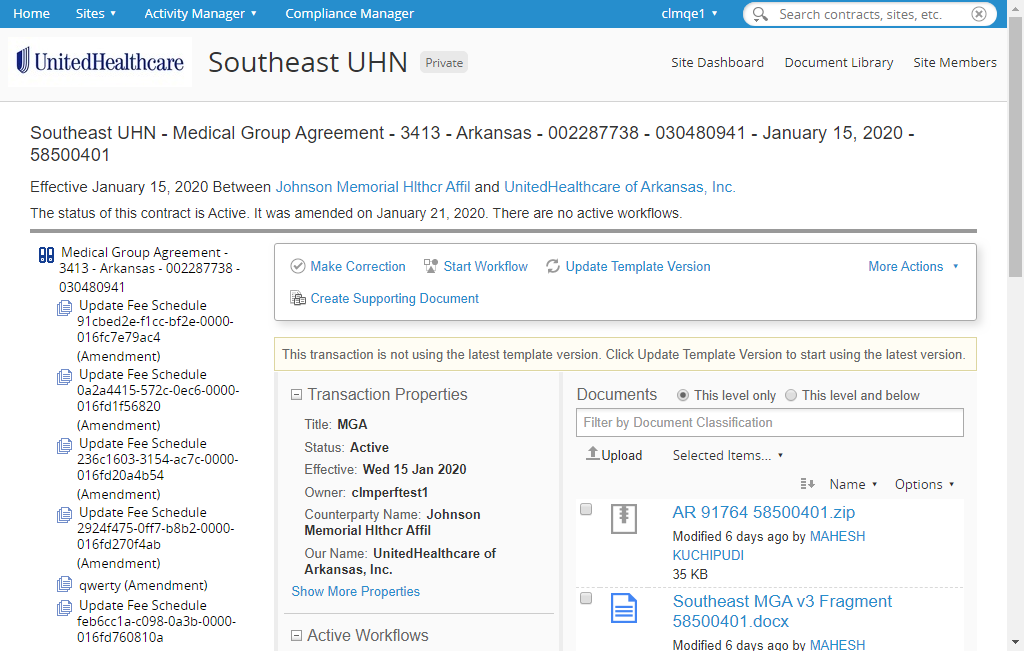 Home Sites Activity Manager Compliance Manager clmqe1 Search contracts, sites, etc.
UnitedHealthcare Southeast UHN Private Site Dashboard Document Library Site Members
Southeast UHN - Medical Group Agreement - 3413 - Arkansas - 002287738 - 030480941 - January 15, 2020 -
58500401
Effective January 15, 2020 Between Johnson Memorial Hlthcr Affil and UnitedHealthcare of Arkansas, Inc.
The status of this contract is Active. It was amended on January 21, 2020. There are no active workflows.
Medical Group Agreement -
3413 - Arkansas - 002287738 -
030480941
Update Fee Schedule
91cbed2e-f1cc-bf2e-0000-
016fc7e79ac4
(Amendment)
Update Fee Schedule
0a2a4415-572c-0ec6-0000-
016fd1f56820
(Amendment)
Update Fee Schedule
236c1603-3154-ac7c-0000-
016fd20a4b54
(Amendment)
Update Fee Schedule
2924f475-0ff7-b8b2-0000-
016fd270f4ab
(Amendment)
qwerty (Amendment)
Update Fee Schedule
feb6cc1a-c098-0a3b-0000-
016fd760810a
Make Correction Start Workflow Update Template Version More Actions
Create Supporting Document
This transaction is not using the latest template version. Click Update Template Version to start using the latest version.
Transaction Properties
Title: MGA
Status: Active
Effective: Wed 15 Jan 2020
Owner: clmperftest1
Counterparty Name: Johnson
Memorial Hlthcr Affil
Our Name: UnitedHealthcare of
Arkansas, Inc.
Show More Properties
Active Workflows
Documents This level only This level and below
Filter by Document Classification
Upload Selected Items...
Name Options
AR 91764 58500401.zip
Modified 6 days ago by MAHESH
KUCHIPUDI
35 KB
Southeast MGA v3 Fragment
58500401.docx
Modified 6 days ago by MAHESH